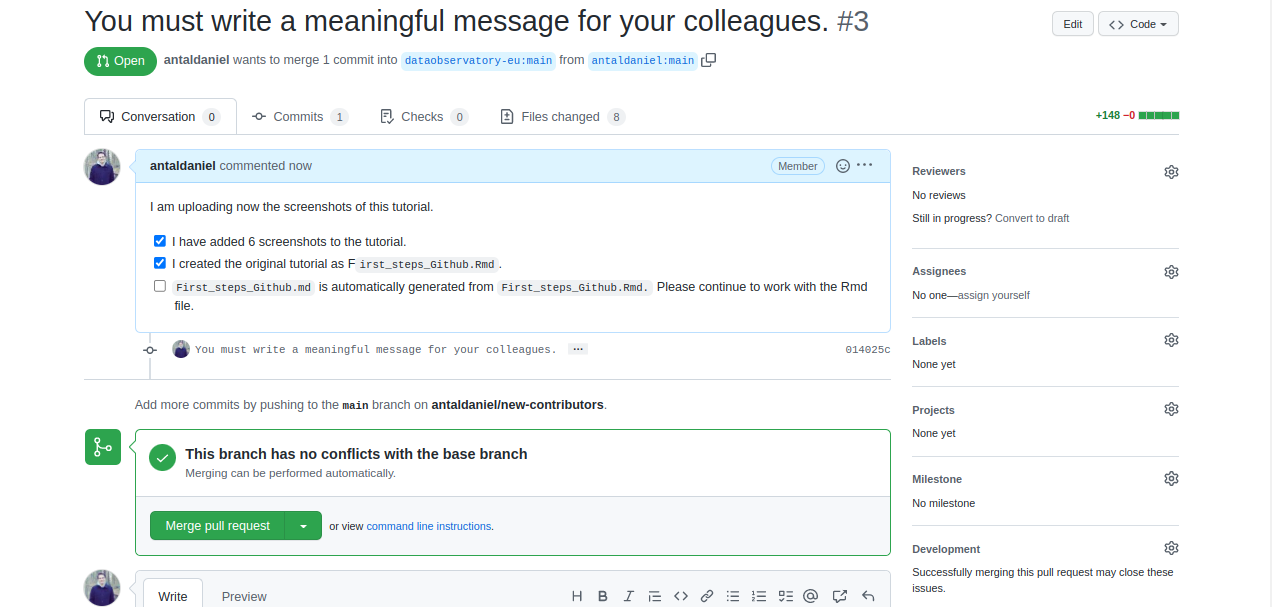 You must write a meaningful message for your colleagues. #3
Edit
Code
Open
antaldaniel wants to merge 1 commit into dataobservatory-eu:main from antaldaniel:main
Conversation 0
Commits 1
Checks 0
Files changed 8
+148 −0
antaldaniel commented now
Member
I am uploading now the screenshots of this tutorial.
I have added 6 screenshots to the tutorial.
I created the original tutorial as First_steps_Github.Rmd.
First_steps_Github.md is automatically generated from First_steps_Github.Rmd. Please continue to work with the Rmd
file.
You must write a meaningful message for your colleagues. ...
014025c
Add more commits by pushing to the main branch on antaldaniel/new-contributors.
This branch has no conflicts with the base branch
Merging can be performed automatically.
Merge pull request
or view command line instructions.
Write
Preview
Reviewers
No reviews
Still in progress? Convert to draft
Assignees
No one—assign yourself
Labels
None yet
Projects
None yet
Milestone
No milestone
Development
Successfully merging this pull request may close these
issues.